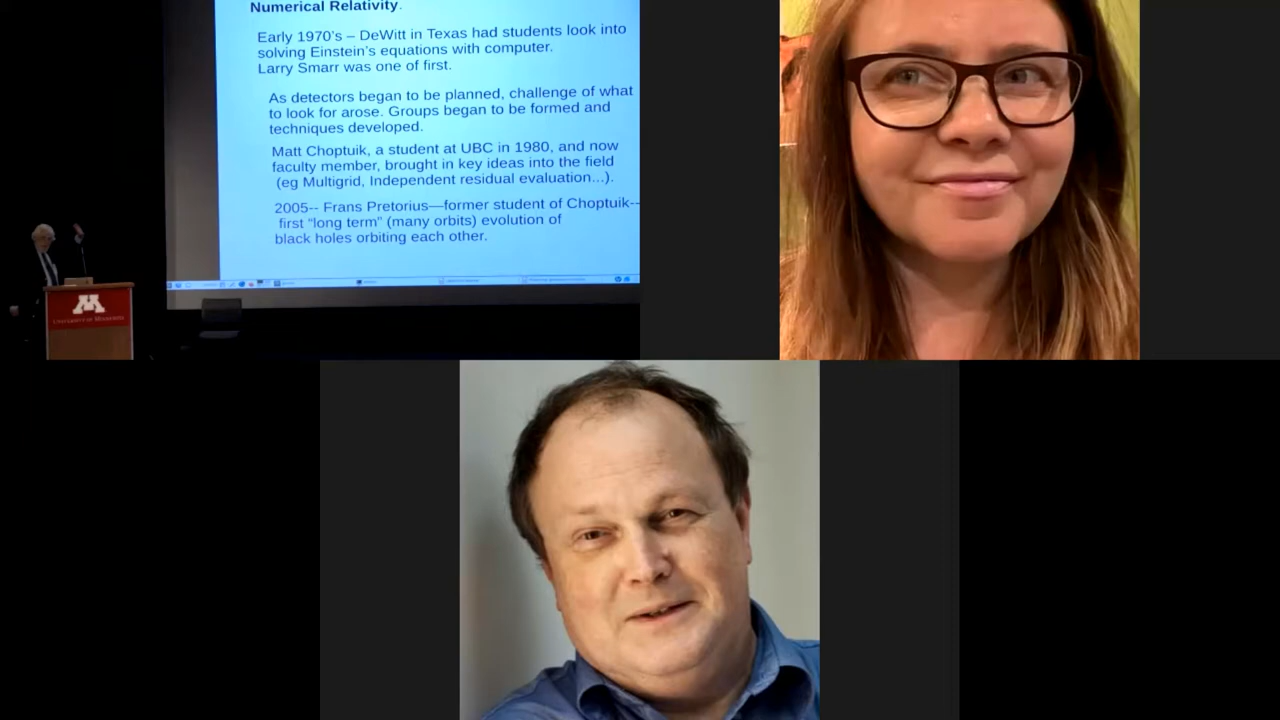 Numerical Relativity.
Early 1970's – DeWitt in Texas had students look into
solving Einstein's equations with computer.
Larry Smarr was one of first.
As detectors began to be planned, challenge of what
to look for arose. Groups began to be formed and
techniques developed.
Matt Choptuik, a student at UBC in 1980, and now
faculty member, brought in key ideas into the field
(eg Multigrid, Independent residual evaluation...).
2005-- Frans Pretorius—former student of Choptuik--
first “long term” (many orbits) evolution of
black holes orbiting each other.
M
UNIVERSITY OF MINNESOTA